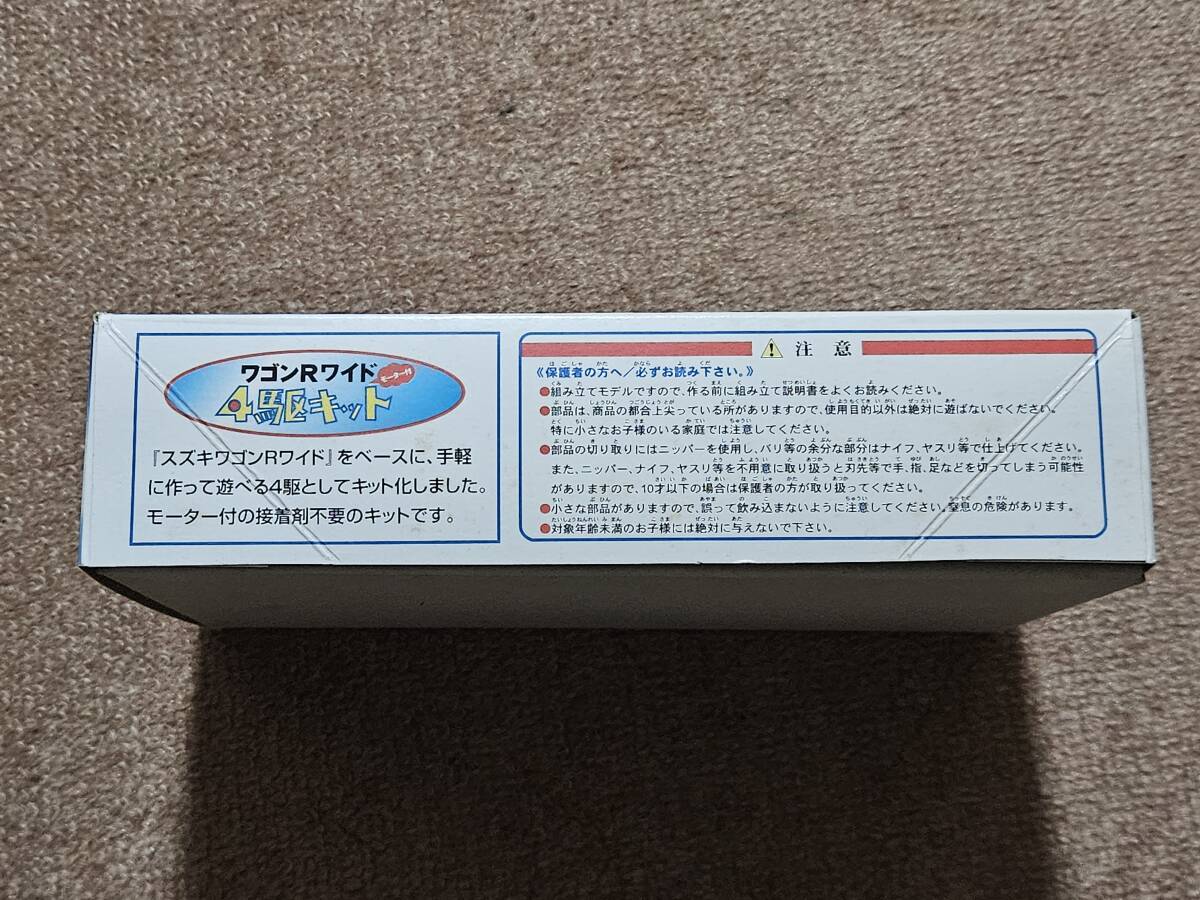 ワゴンRワイド
モーター付
4駆キット
『スズキワゴンRワイド』をベースに、手軽
に作って遊べる4駆としてキット化しました。
モーター付の接着剤不要のキットです。
注意
《保護者の方へ/必ずお読み下さい。》
●組み立てモデルですので、作る前に組み立て説明書をよくお読みください。
●部品は、商品の都合上尖っている所がありますので、使用目的以外は絶対に遊ばないでください。
特に小さなお子様のいる家庭では注意してください。
●部品の切り取りにはニッパーを使用し、バリ等の余分な部分はナイフ、ヤスリ等で仕上げてください。
また、ニッパー、ナイフ、ヤスリ等を不用意に取り扱うと刃先等で手、指、足などを切ってしまう可能性
がありますので、10才以下の場合は保護者の方が取り扱ってください。
●小さな部品がありますので、誤って飲み込まないように注意してください。窒息の危険があります。
●対象年齢未満のお子様には絶対に与えないで下さい。